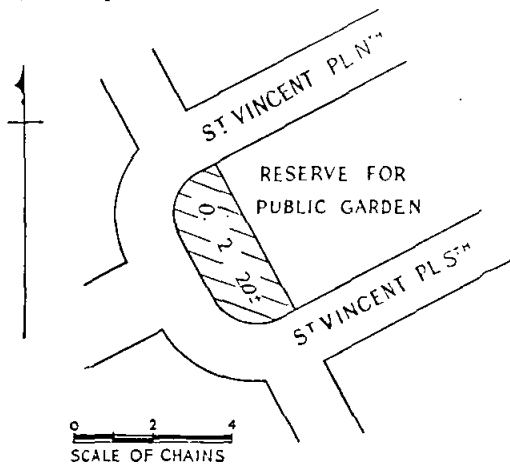 ST VINCENT PL NTH
RESERVE FOR
PUBLIC GARDEN
0. 2. 20±
ST VINCENT PL STH
0 2 4
SCALE OF CHAINS